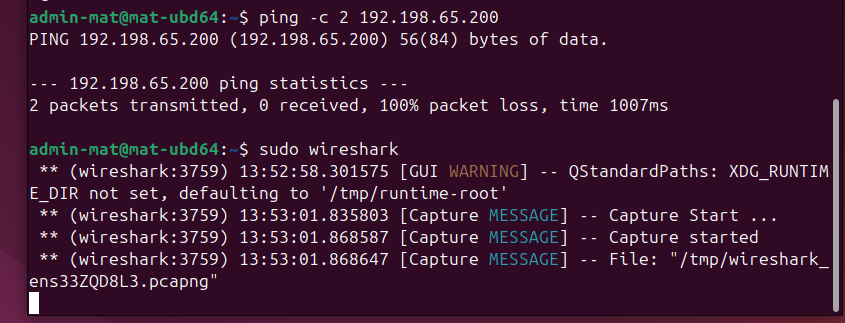 admin-mat@mat-ubd64:~$ ping -c 2 192.198.65.200
PING 192.198.65.200 (192.198.65.200) 56(84) bytes of data.

--- 192.198.65.200 ping statistics ---
2 packets transmitted, 0 received, 100% packet loss, time 1007ms

admin-mat@mat-ubd64:~$ sudo wireshark
 ** (wireshark:3759) 13:52:58.301575 [GUI WARNING] -- QStandardPaths: XDG_RUNTIM
E_DIR not set, defaulting to '/tmp/runtime-root'
 ** (wireshark:3759) 13:53:01.835803 [Capture MESSAGE] -- Capture Start ...
 ** (wireshark:3759) 13:53:01.868587 [Capture MESSAGE] -- Capture started
 ** (wireshark:3759) 13:53:01.868647 [Capture MESSAGE] -- File: "/tmp/wireshark_
ens33ZQD8L3.pcapng"